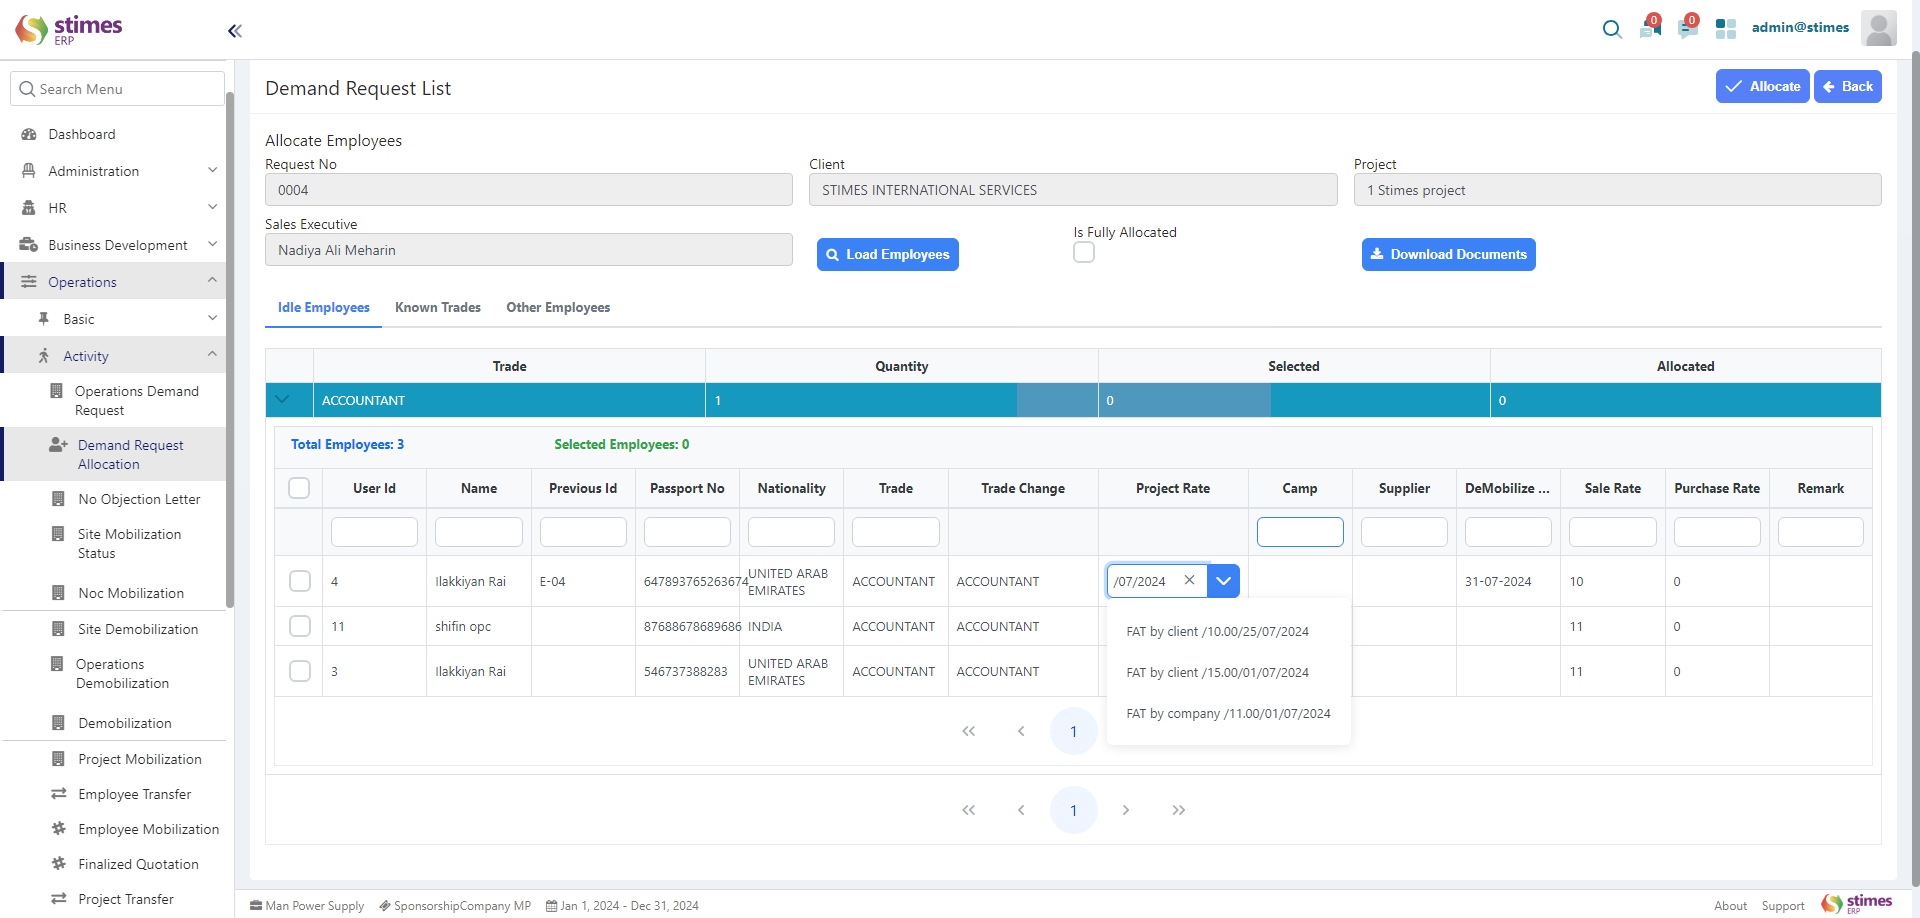 stimes
ERP
0
0
admin@stimes
Search Menu
Dashboard
Administration
HR
Business Development
Operations
Basic
Activity
Operations Demand
Request
Demand Request
Allocation
No Objection Letter
Site Mobilization
Status
Noc Mobilization
Site Demobilization
Operations
Demobilization
Demobilization
Project Mobilization
Employee Transfer
Employee Mobilization
Finalized Quotation
Project Transfer
Demand Request List
Allocate
Back
Allocate Employees
Request No
Client
Project
0004
STIMES INTERNATIONAL SERVICES
1 Stimes project
Sales Executive
Is Fully Allocated
Nadiya Ali Meharin
Load Employees
Download Documents
Idle Employees Known Trades Other Employees
Trade Quantity Selected Allocated
ACCOUNTANT 1 0 0
Total Employees: 3 Selected Employees: 0
User Id Name Previous Id Passport No Nationality Trade Trade Change Project Rate Camp Supplier DeMobilize ... Sale Rate Purchase Rate Remark
4 Ilakkiyan Rai E-04 647893765263674 UNITED ARAB EMIRATES ACCOUNTANT ACCOUNTANT /07/2024 31-07-2024 10 0
11 shifin opc 87688678689686 INDIA ACCOUNTANT ACCOUNTANT 11 0
3 Ilakkiyan Rai 546737388283 UNITED ARAB EMIRATES ACCOUNTANT ACCOUNTANT 11 0
FAT by client /10.00/25/07/2024
FAT by client /15.00/01/07/2024
FAT by company /11.00/01/07/2024
1
1
Man Power Supply SponsorshipCompany MP Jan 1, 2024 - Dec 31, 2024
About Support
stimes
ERP